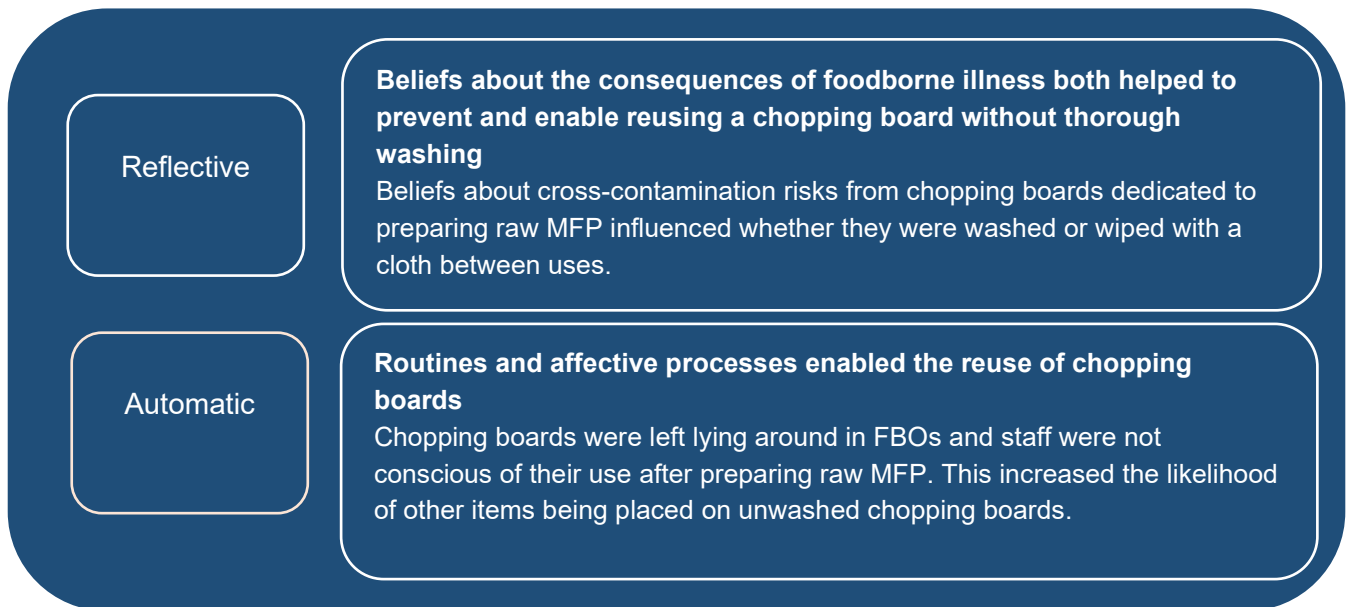 Reflective
Beliefs about the consequences of foodborne illness both helped to
prevent and enable reusing a chopping board without thorough
washing
Beliefs about cross-contamination risks from chopping boards dedicated to
preparing raw MFP influenced whether they were washed or wiped with a
cloth between uses.
Automatic
Routines and affective processes enabled the reuse of chopping
boards
Chopping boards were left lying around in FBOs and staff were not
conscious of their use after preparing raw MFP. This increased the likelihood
of other items being placed on unwashed chopping boards.